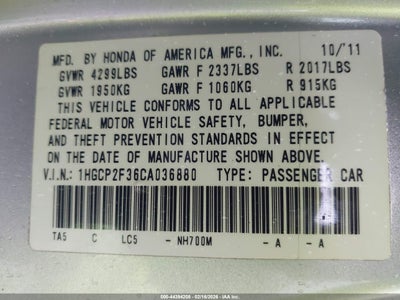 MFD. BY HONDA OF AMERICA MFG., INC. 10/'11
GVWR 4299LBS GAWR F 2337LBS R 2017LBS
GVWR 1950KG GAWR F 1060KG R 915KG
THIS VEHICLE CONFORMS TO ALL APPLICABLE
FEDERAL MOTOR VEHICLE SAFETY, BUMPER,
AND THEFT PREVENTION STANDARDS IN EFFECT
ON THE DATE OF MANUFACTURE SHOWN ABOVE.
V.I.N.: 1HGCP2F36CA036880 TYPE: PASSENGER CAR
TA5 C LC5 - NH700M - A - A
000-44394208 - 02/16/2026 - IAA Inc.